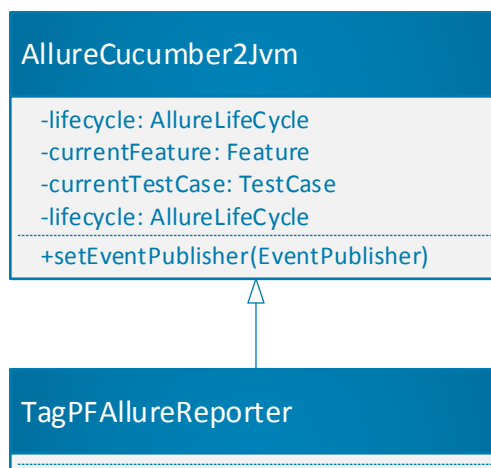 AllureCucumber2Jvm
-lifecycle: AllureLifeCycle
-currentFeature: Feature
-currentTestCase: TestCase
-lifecycle: AllureLifeCycle
+setEventPublisher(EventPublisher)
TagPFAllureReporter